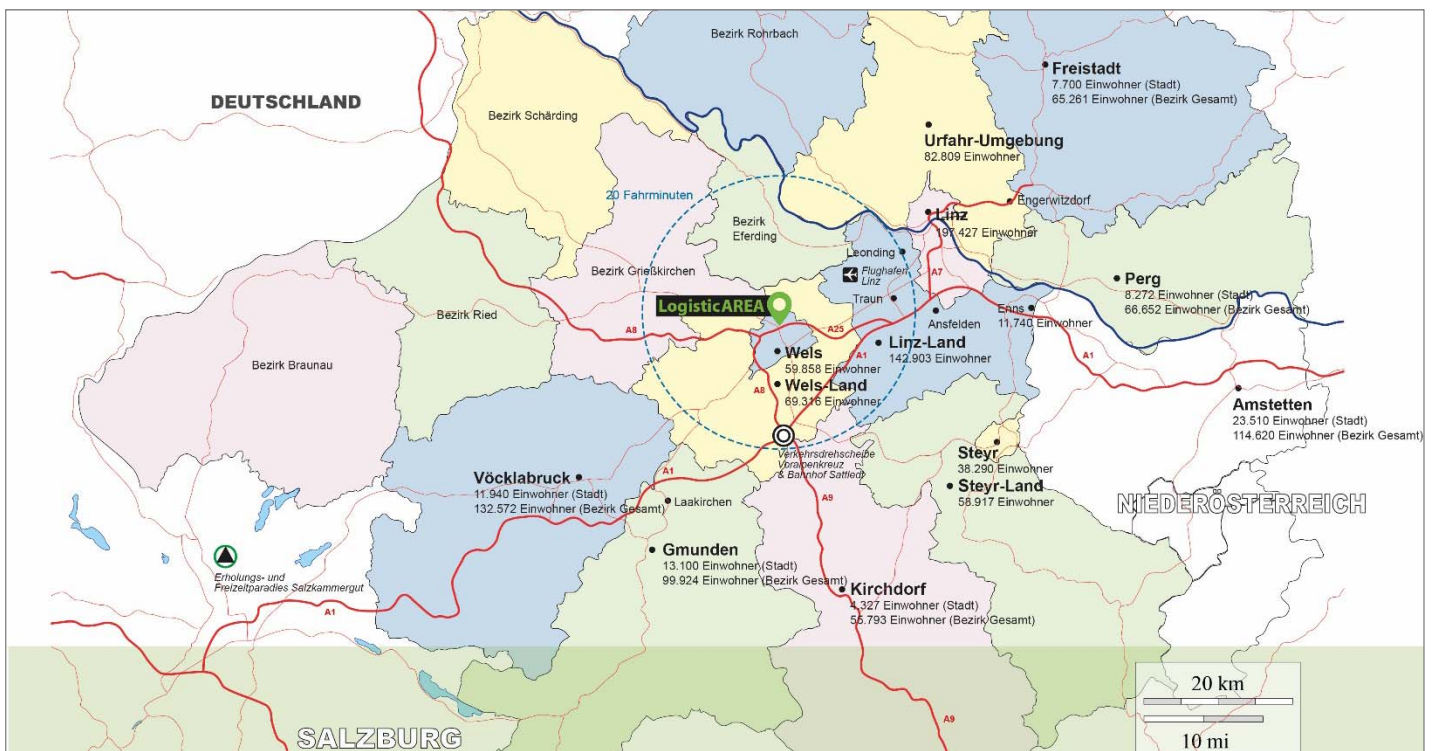 Bezirk Rohrbach
Freistadt
7.700 Einwohner (Stadt)
65.261 Einwohner (Bezirk Gesamt)
DEUTSCHLAND
Bezirk Schärding
Urfahr-Umgebung
82.809 Einwohner
20 Fahrminuten
Engerwitzdorf
Linz
197.427 Einwohner
Bezirk
Eferding
Leonding
Bezirk Grießkirchen
Flughafen
Linz
A7
Perg
8.272 Einwohner (Stadt)
66.652 Einwohner (Bezirk Gesamt)
LogisticAREA
Traun
Enns
11.740 Einwohner
Ansfelden
Bezirk Ried
A8
A25
Linz-Land
142.903 Einwohner
Wels
59.858 Einwohner
A1
A1
Bezirk Braunau
Wels-Land
69.316 Einwohner
A8
Amstetten
23.510 Einwohner (Stadt)
114.620 Einwohner (Bezirk Gesamt)
Verkehrsdrehscheibe
Voralpenkreuz
& Bahnhof Sattledt
Steyr
38.290 Einwohner
Steyr-Land
58.917 Einwohner
Vöcklabruck
11.940 Einwohner (Stadt)
132.572 Einwohner (Bezirk Gesamt)
A1
Laakirchen
A9
NIEDERÖSTERREICH
Gmunden
13.100 Einwohner (Stadt)
99.924 Einwohner (Bezirk Gesamt)
Erholungs- und
Freizeitparadies Salzkammergut
Kirchdorf
4.327 Einwohner (Stadt)
55.793 Einwohner (Bezirk Gesamt)
A1
20 km
10 mi
SALZBURG
A9